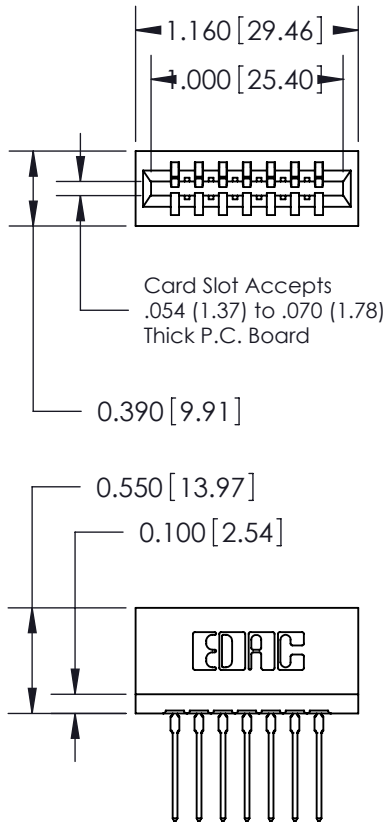 1.160 [29.46]
1.000 [25.40]
Card Slot Accepts
.054 (1.37) to .070 (1.78)
Thick P.C. Board
0.390 [9.91]
0.550 [13.97]
0.100 [2.54]
EDAC